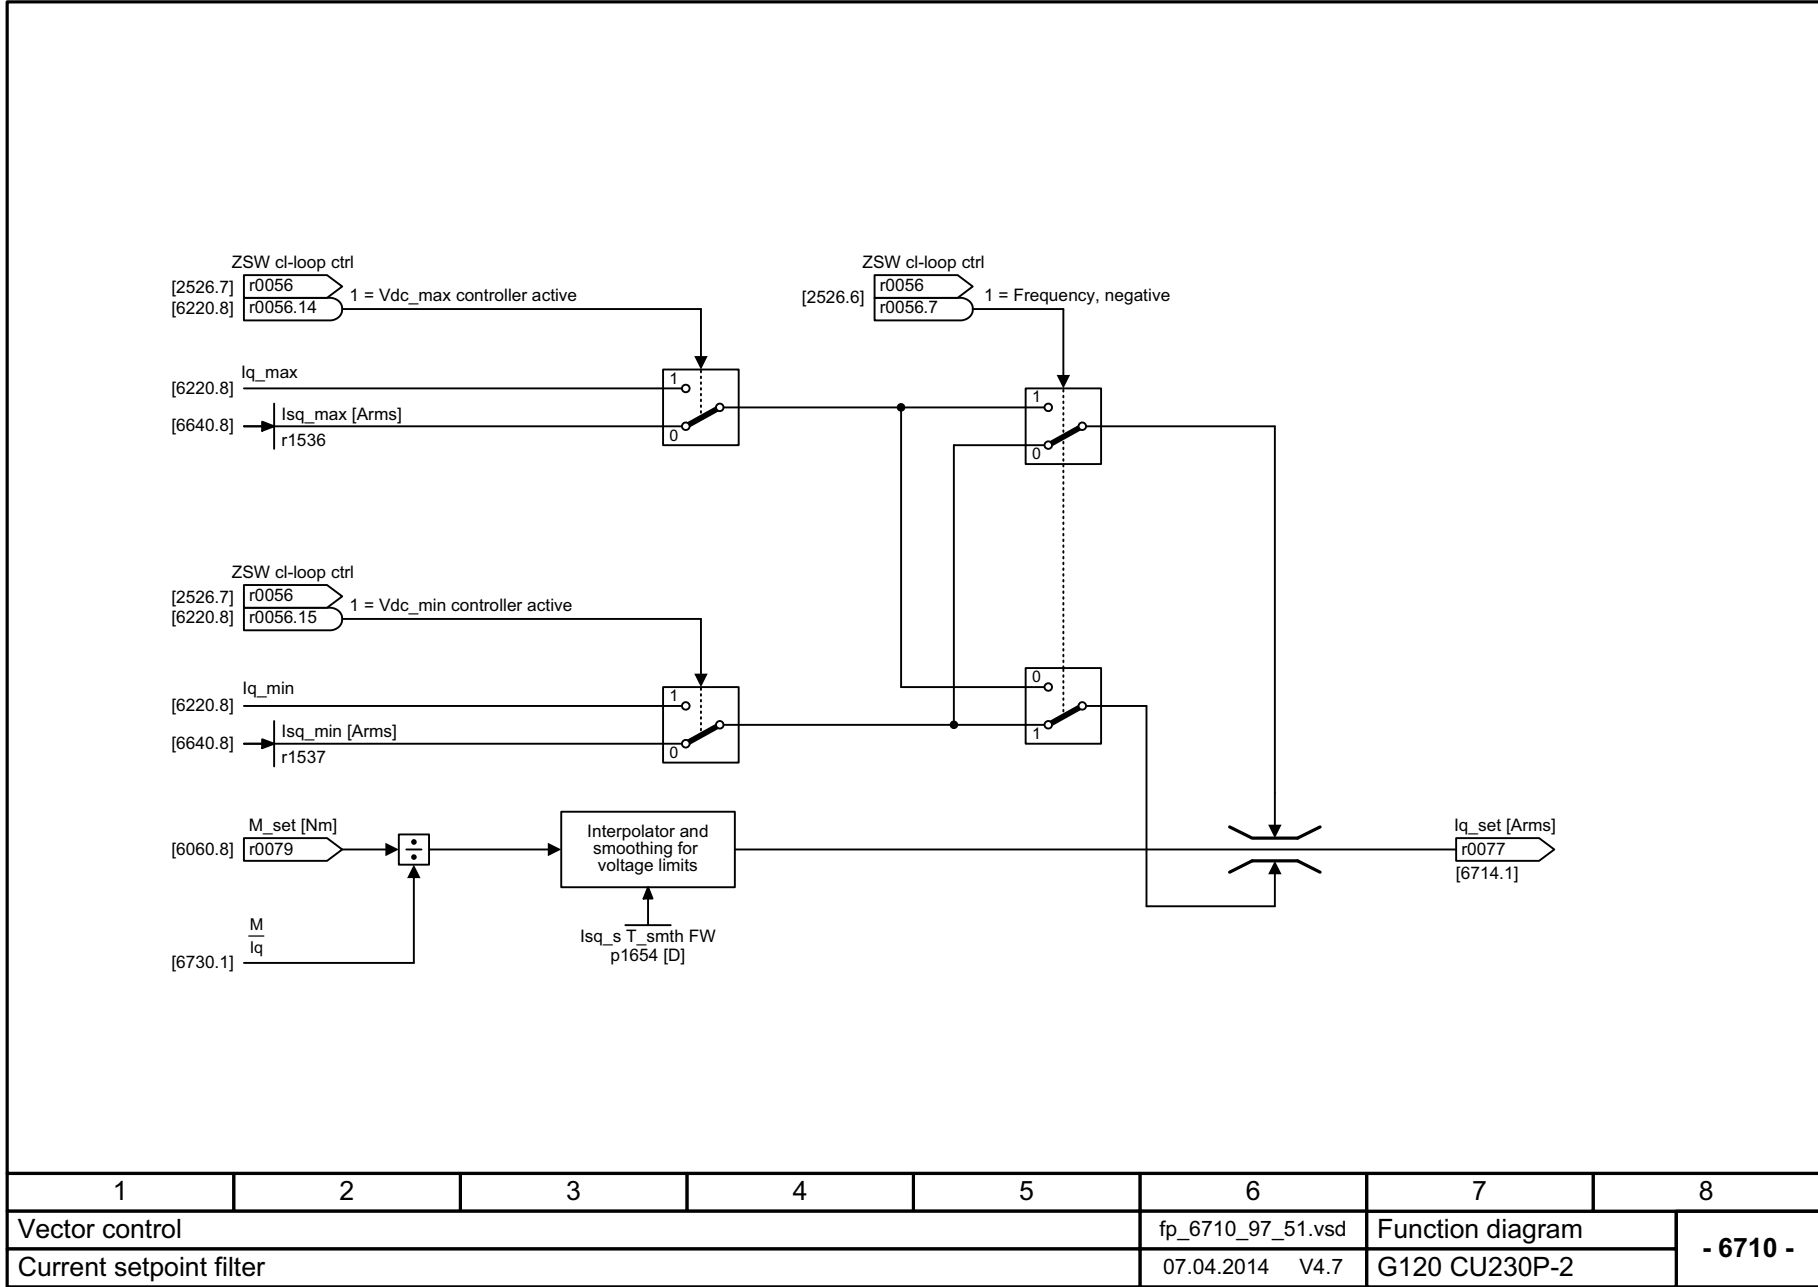 ZSW cl-loop ctrl
[2526.7] r0056
[6220.8] r0056.14
1 = Vdc_max controller active
ZSW cl-loop ctrl
r0056
[2526.6] r0056.7
1 = Frequency, negative
Iq_max
[6220.8]
1
Isq_max [Arms]
[6640.8]
r1536
0
1
0
ZSW cl-loop ctrl
[2526.7] r0056
[6220.8] r0056.15
1 = Vdc_min controller active
Iq_min
[6220.8]
1
Isq_min [Arms]
[6640.8]
r1537
0
0
1
M_set [Nm]
[6060.8] r0079
÷
Interpolator and
smoothing for
voltage limits
Iq_set [Arms]
r0077
[6714.1]
M
Iq
[6730.1]
Isq_s T_smth FW
p1654 [D]
1 2 3 4 5 6 7 8
Vector control fp_6710_97_51.vsd Function diagram
- 6710 -
Current setpoint filter 07.04.2014 V4.7 G120 CU230P-2